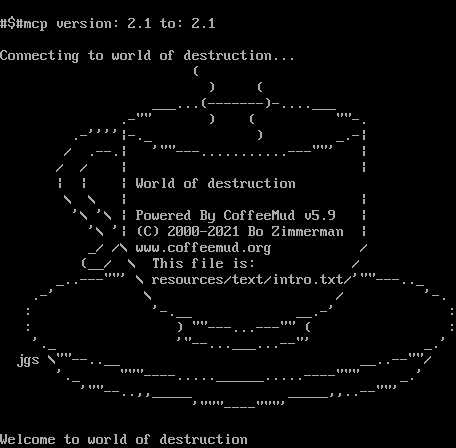 #$#mcp version: 2.1 to: 2.1
Connecting to world of destruction...
World of destruction
Powered By CoffeeMud v5.9
(C) 2000-2021 Bo Zimmerman
www.coffeemud.org
This file is:
resources/text/intro.txt
jgs
Welcome to world of destruction